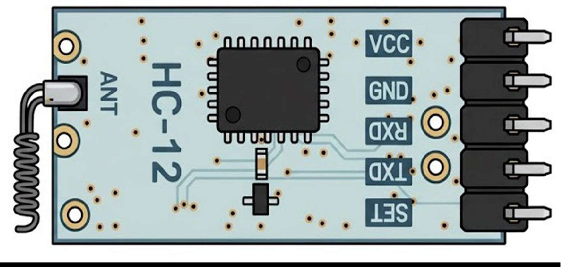 VCC
GND
RXD
TXD
SET
ANT
HC-12